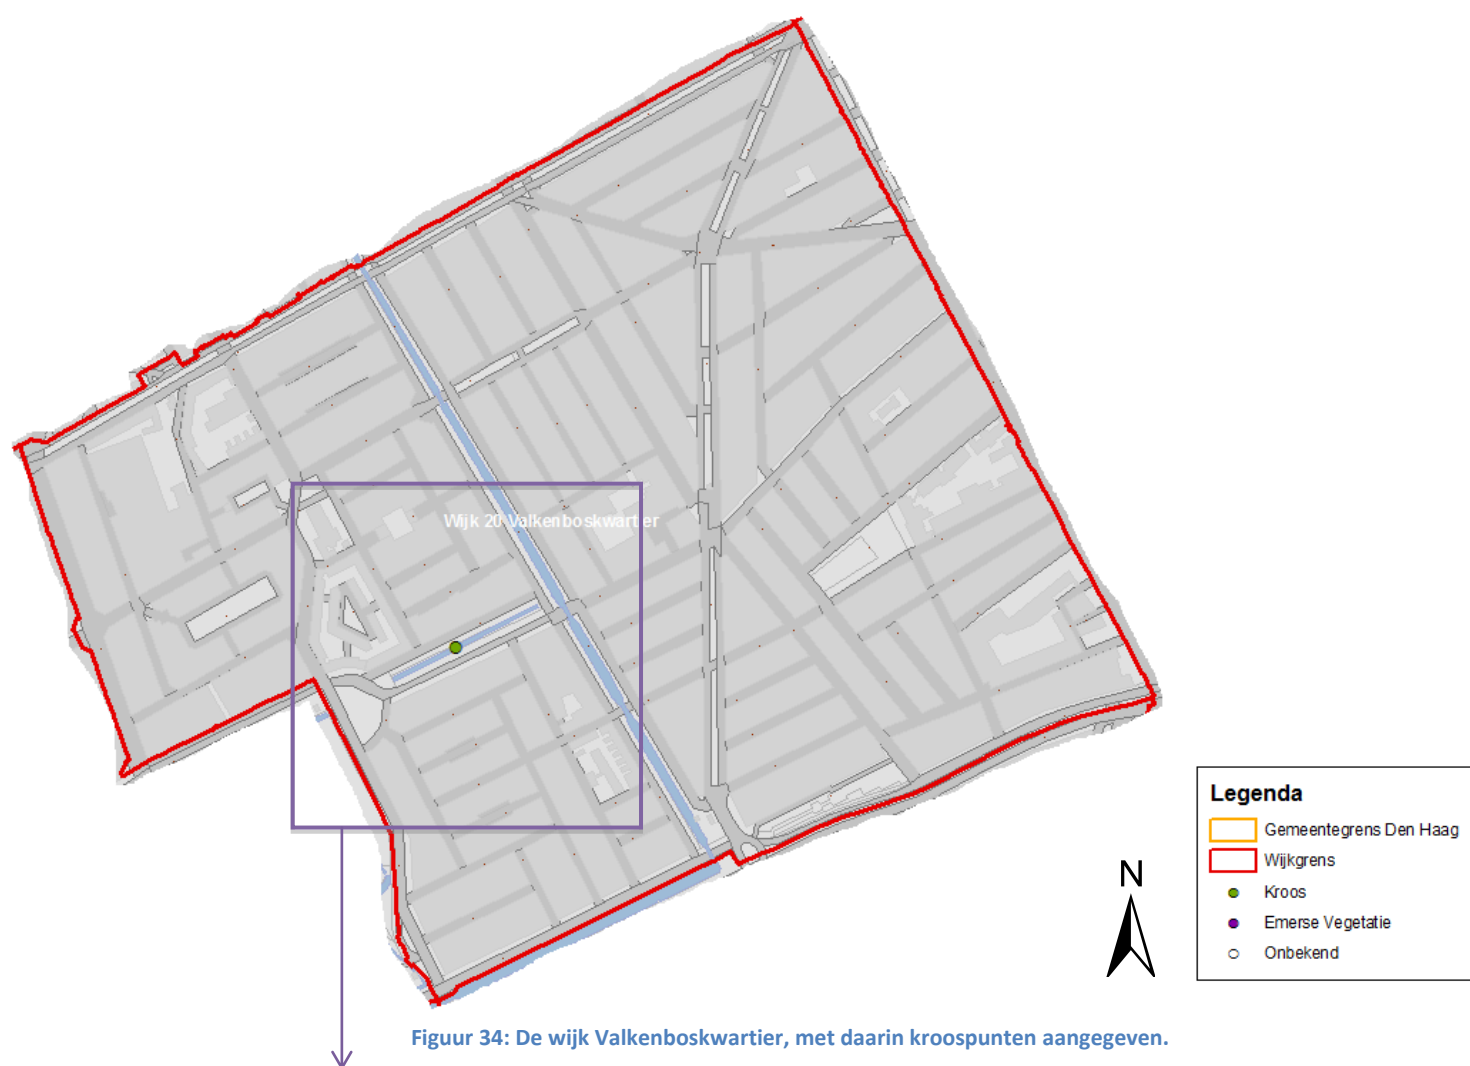 Wijk 20 Valkenboskwartier
Legenda
Gemeentegrens Den Haag
Wijkgrens
Kroos
Emerse Vegetatie
Onbekend
N
Figuur 34: De wijk Valkenboskwartier, met daarin kroospunten aangegeven.